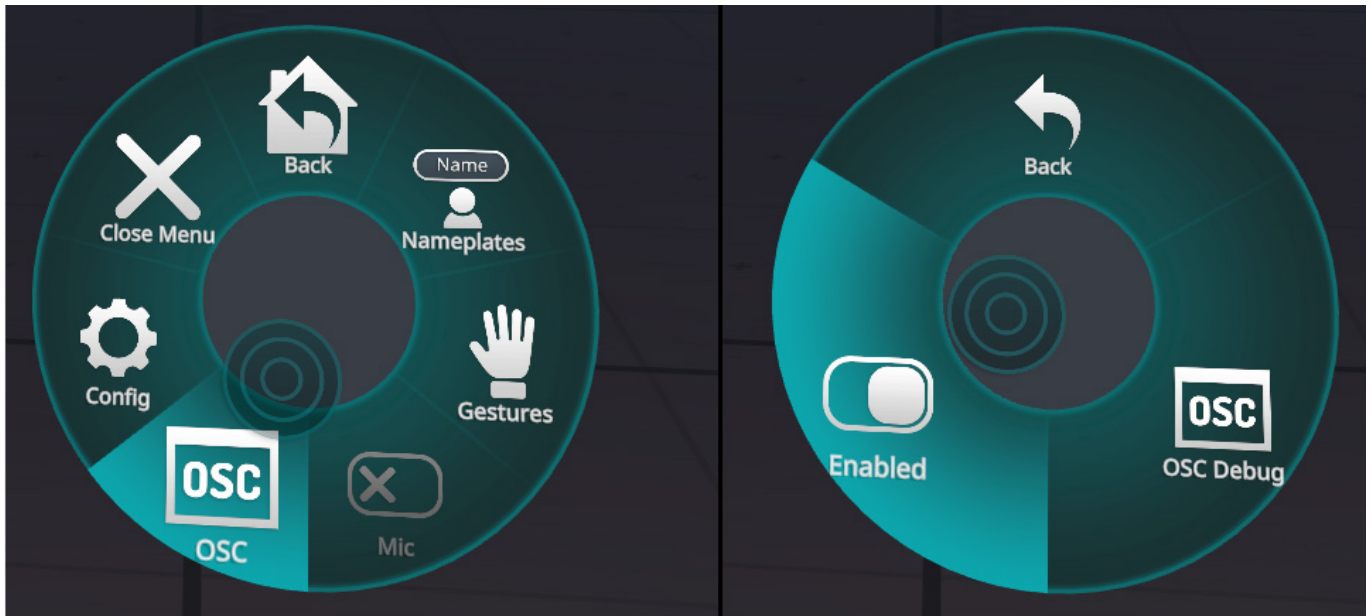 Back
Name
Nameplates
Close Menu
Config
Gestures
OSC
OSC
Mic
Back
Enabled
OSC
OSC Debug